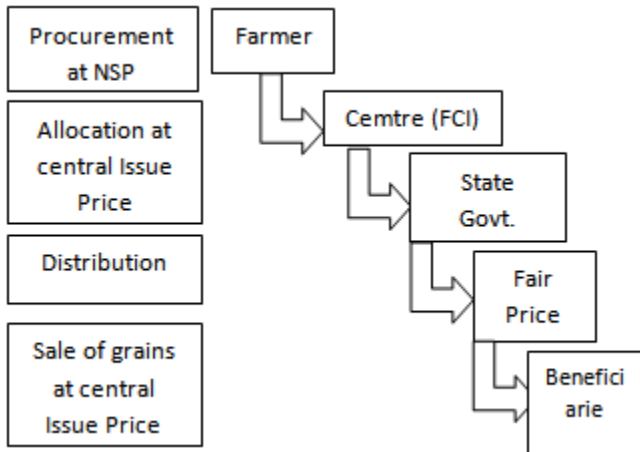 Procurement
at NSP
Farmer
Allocation at
central Issue
Price
Cemtre (FCI)
State
Govt.
Distribution
Fair
Price
Sale of grains
at central
Issue Price
Benefici
arie